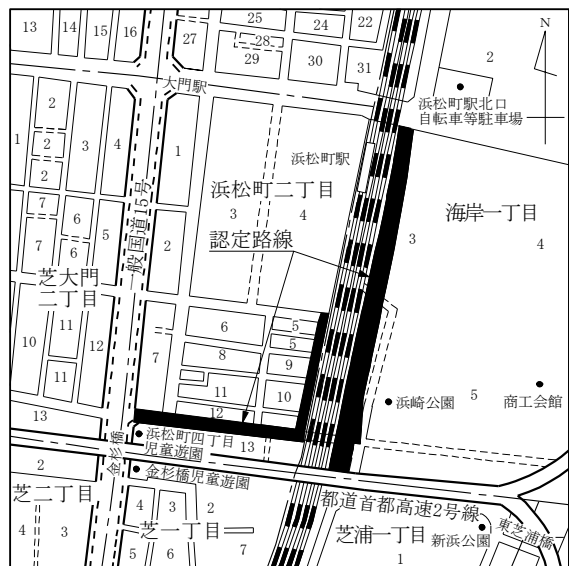 13
14
15
16
27
25
28
29
24
30
22
31
2
N
大門駅
浜松町駅北口
自転車等駐車場
浜松町駅
1
2
2
2
3
4
1
一般国道15号
浜松町二丁目
3
4
海岸一丁目
3
4
認定路線
7
7
6
6
5
2
芝大門
二丁目
10
11
11
12
7
6
5
5
8
9
11
10
12
13
13
5
浜崎公園
商工会館
金杉橋
浜松町四丁目
児童遊園
金杉橋児童遊園
2
芝二丁目
4
3
4
3
2
5
6
芝一丁目
7
都道首都高速2号線
芝浦一丁目
新浜公園
東芝浦橋
1